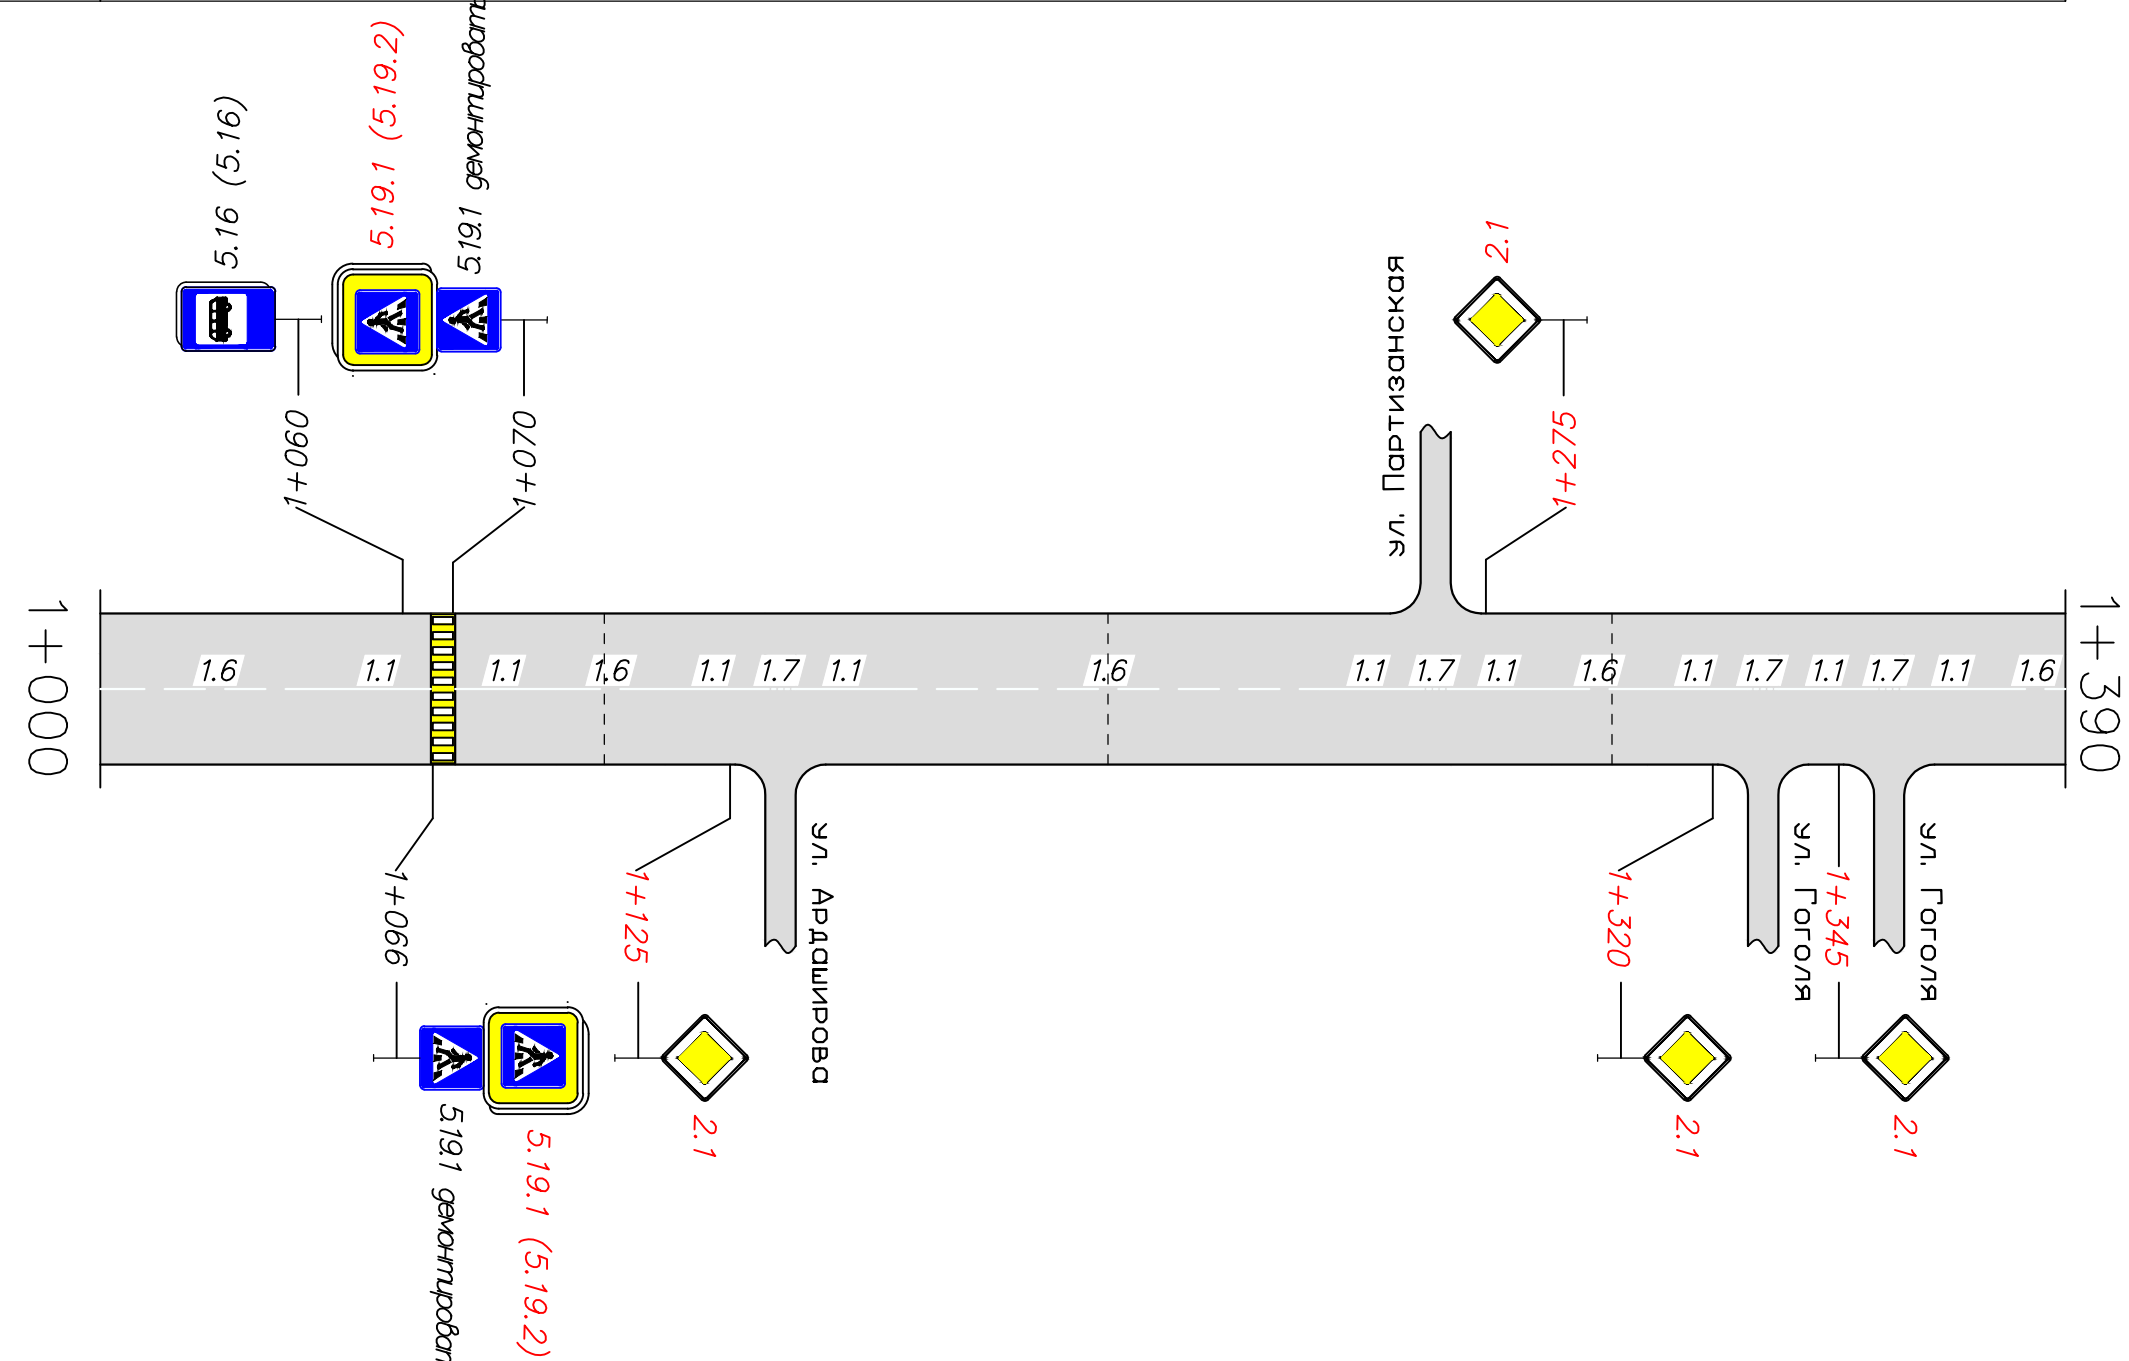 5.16 (5.16)
5.19.1 (5.19.2)
5.19.1 демонтировать
2.1
ул. Партизанская
1+060
1+070
1+275
1+000
1+390
1.6 1.1 1.1 1.6 1.1 1.7 1.1 1.6 1.1 1.7 1.1 1.6 1.1 1.7 1.1 1.7 1.1 1.6
1+066
1+125
ул. Ардаширова
1+320
ул. Гоголя
1+345
ул. Гоголя
5.19.1 демонтироват
5.19.1 (5.19.2)
2.1
2.1
2.1